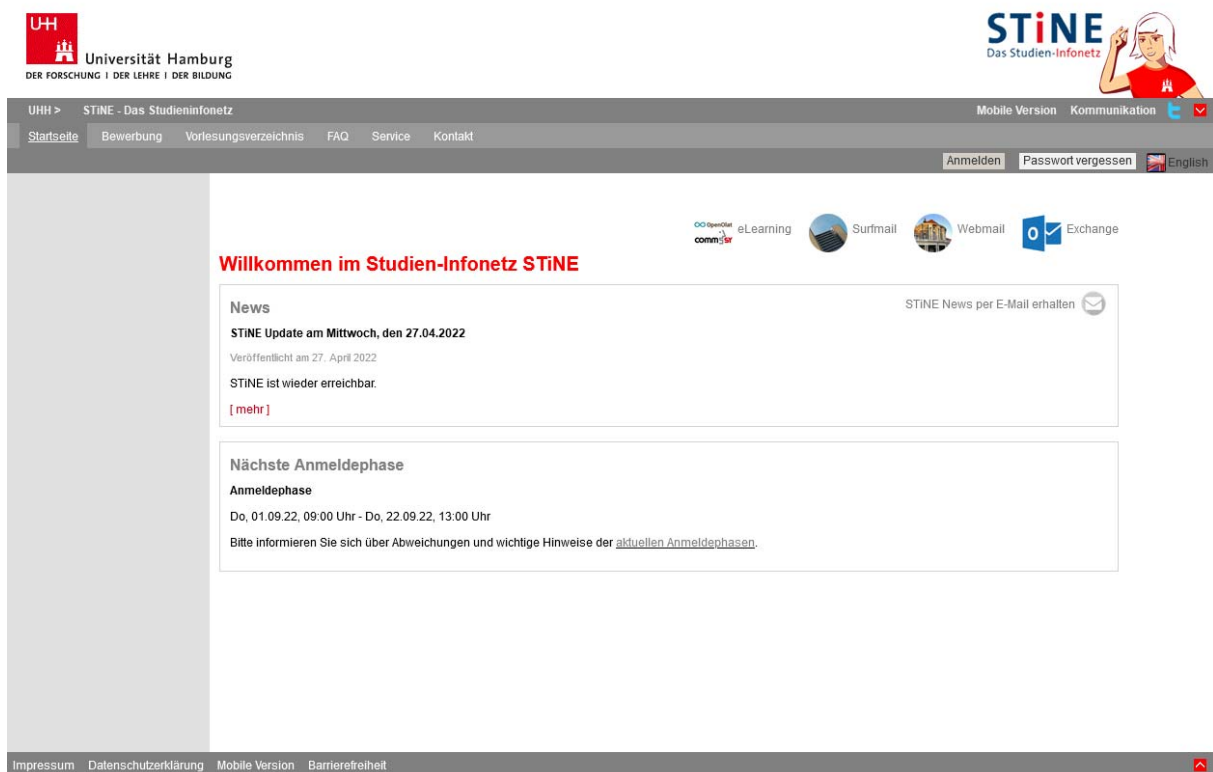 UHH
Universität Hamburg
DER FORSCHUNG I DER LEHRE I DER BILDUNG
STiNE
Das Studien-Infonetz
UHH > STiNE - Das Studieninfonetz
Mobile Version Kommunikation
Startseite Bewerbung Vorlesungsverzeichnis FAQ Service Kontakt
Anmelden Passwort vergessen English
OpenOlat
commsy
eLearning Surfmail Webmail Exchange
Willkommen im Studien-Infonetz STiNE
News
STiNE News per E-Mail erhalten
STiNE Update am Mittwoch, den 27.04.2022
Veröffentlicht am 27. April 2022
STiNE ist wieder erreichbar.
[ mehr ]
Nächste Anmeldephase
Anmeldephase
Do, 01.09.22, 09:00 Uhr - Do, 22.09.22, 13:00 Uhr
Bitte informieren Sie sich über Abweichungen und wichtige Hinweise der aktuellen Anmeldephasen.
Impressum Datenschutzerklärung Mobile Version Barrierefreiheit